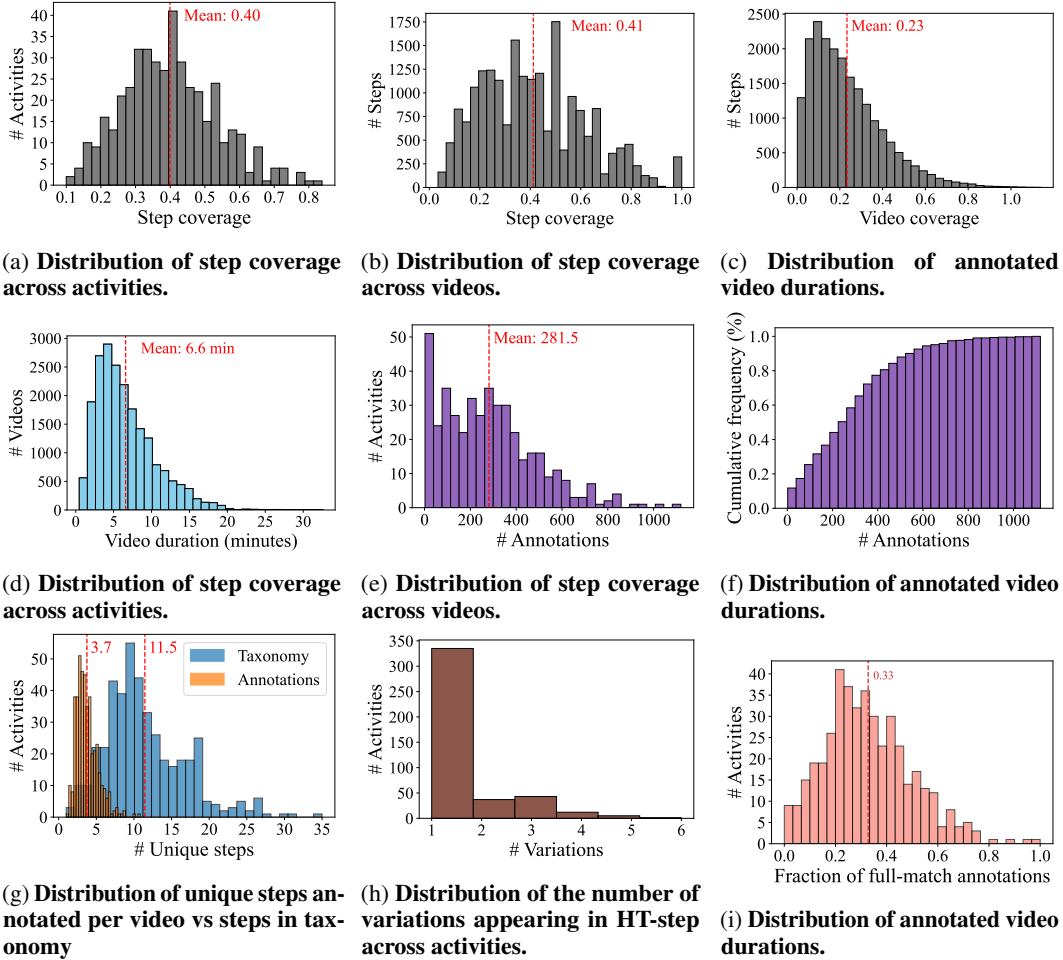 # Activities
40
35
30
25
20
15
10
5
0
Mean: 0.40
0.1 0.2 0.3 0.4 0.5 0.6 0.7 0.8
Step coverage
(a) Distribution of step coverage
across activities.
# Steps
1750
1500
1250
1000
750
500
250
0
Mean: 0.41
0.0 0.2 0.4 0.6 0.8 1.0
Step coverage
(b) Distribution of step coverage
across videos.
# Steps
2500
2000
1500
1000
500
0
Mean: 0.23
0.0 0.2 0.4 0.6 0.8 1.0
Video coverage
(c) Distribution of annotated
video durations.
# Videos
3000
2500
2000
1500
1000
500
0
Mean: 6.6 min
0 5 10 15 20 25 30
Video duration (minutes)
(d) Distribution of step coverage
across activities.
# Activities
50
40
30
20
10
0
Mean: 281.5
0 200 400 600 800 1000
# Annotations
(e) Distribution of step coverage
across videos.
Cumulative frequency (%)
1.0
0.8
0.6
0.4
0.2
0.0
0 200 400 600 800 1000
# Annotations
(f) Distribution of annotated video
durations.
# Activities
50
40
30
20
10
0
3.7
11.5
Taxonomy
Annotations
0 5 10 15 20 25 30 35
# Unique steps
(g) Distribution of unique steps an-
notated per video vs steps in tax-
onomy
# Activities
350
300
250
200
150
100
50
0
1 2 3 4 5 6
# Variations
(h) Distribution of the number of
variations appearing in HT-step
across activities.
# Activities
40
35
30
25
20
15
10
5
0
0.33
0.0 0.2 0.4 0.6 0.8 1.0
Fraction of full-match annotations
(i) Distribution of annotated video
durations.